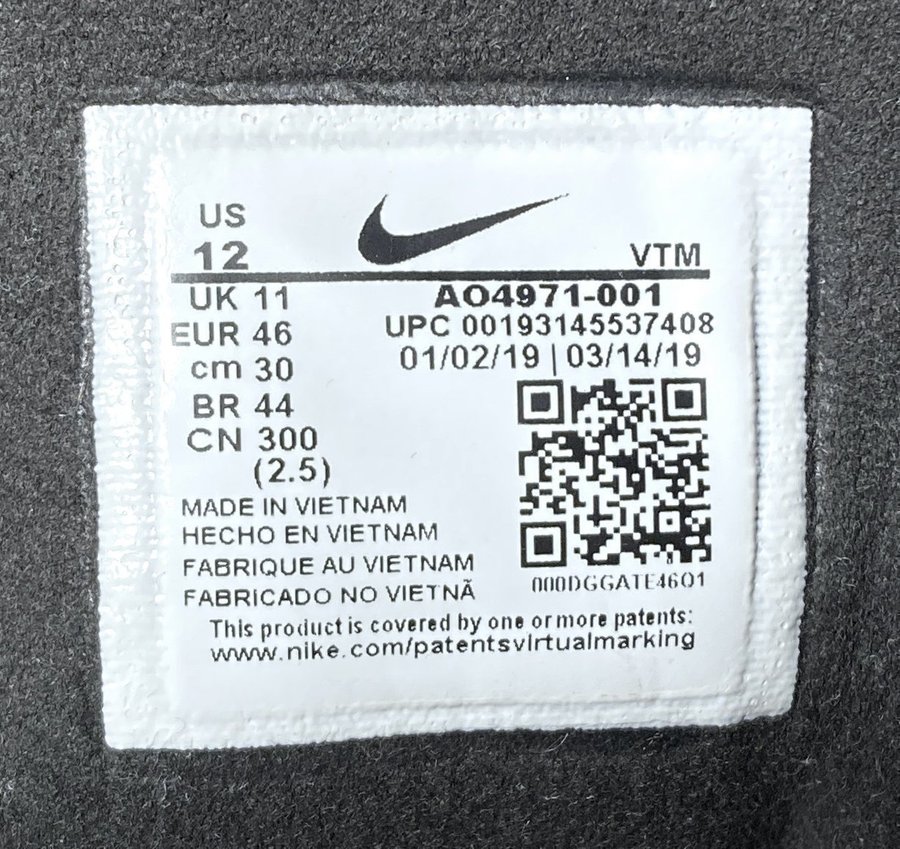 US
12
VTM
UK 11
EUR 46
cm 30
BR 44
CN 300
(2.5)
AO4971-001
UPC 00193145537408
01/02/19 | 03/14/19
000DGGATE46Q1
MADE IN VIETNAM
HECHO EN VIETNAM
FABRIQUE AU VIETNAM
FABRICADO NO VIETNÃ
This product is covered by one or more patents:
www.nike.com/patentsvirtualmarking